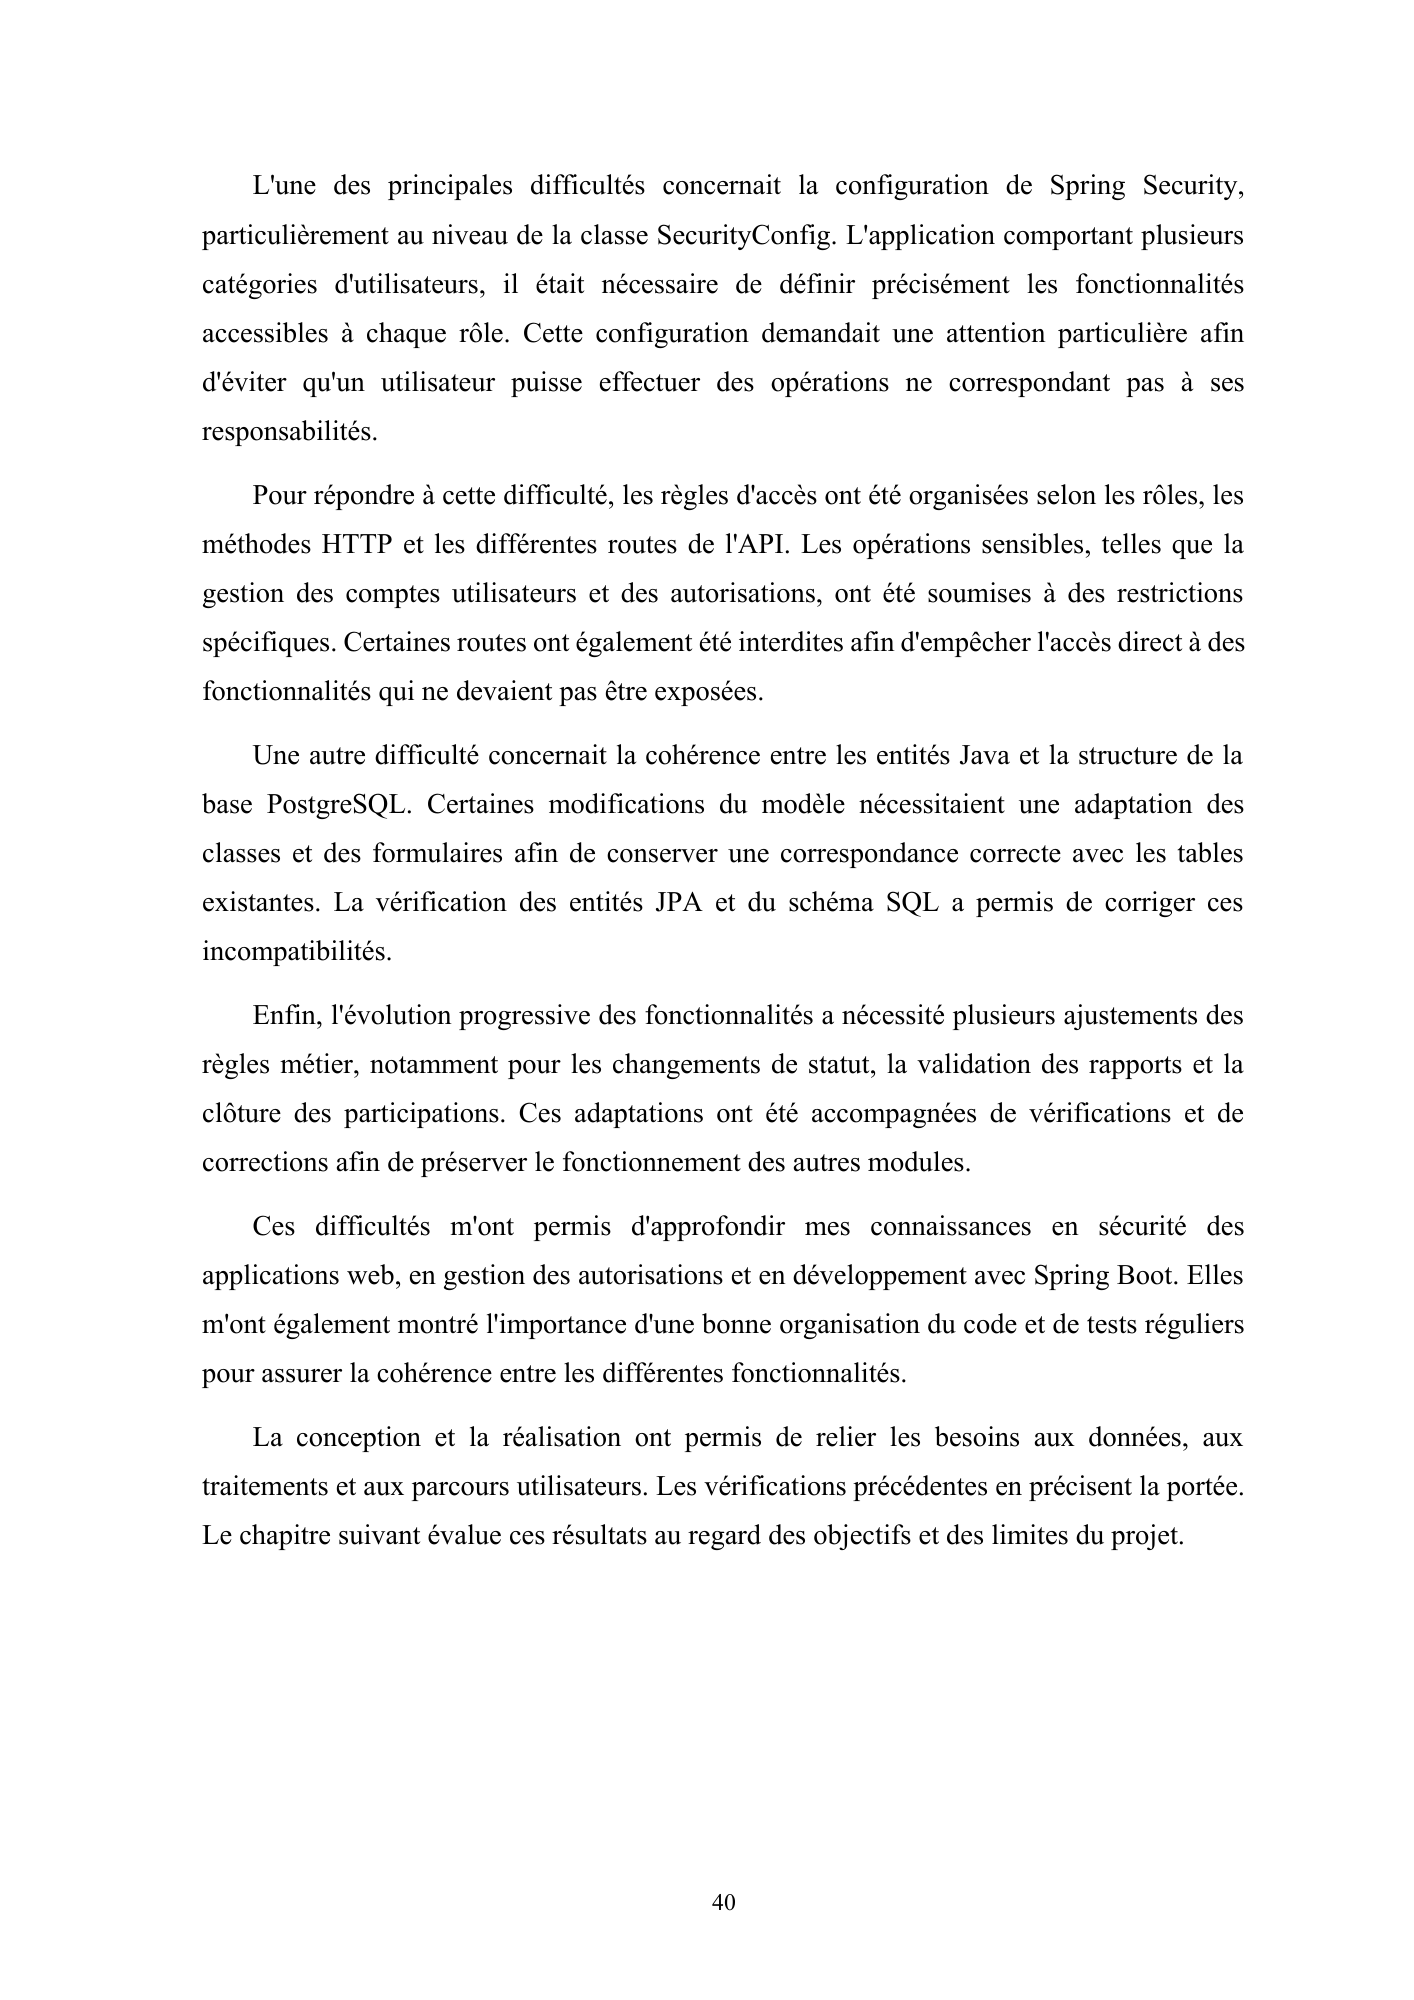 L'une des principales difficultés concernait la configuration de Spring Security,
particulièrement au niveau de la classe SecurityConfig. L'application comportant plusieurs
catégories d'utilisateurs, il était nécessaire de définir précisément les fonctionnalités
accessibles à chaque rôle. Cette configuration demandait une attention particulière afin
d'éviter qu'un utilisateur puisse effectuer des opérations ne correspondant pas à ses
responsabilités.
Pour répondre à cette difficulté, les règles d'accès ont été organisées selon les rôles, les
méthodes HTTP et les différentes routes de l'API. Les opérations sensibles, telles que la
gestion des comptes utilisateurs et des autorisations, ont été soumises à des restrictions
spécifiques. Certaines routes ont également été interdites afin d'empêcher l'accès direct à des
fonctionnalités qui ne devaient pas être exposées.
Une autre difficulté concernait la cohérence entre les entités Java et la structure de la
base PostgreSQL. Certaines modifications du modèle nécessitaient une adaptation des
classes et des formulaires afin de conserver une correspondance correcte avec les tables
existantes. La vérification des entités JPA et du schéma SQL a permis de corriger ces
incompatibilités.
Enfin, l'évolution progressive des fonctionnalités a nécessité plusieurs ajustements des
règles métier, notamment pour les changements de statut, la validation des rapports et la
clôture des participations. Ces adaptations ont été accompagnées de vérifications et de
corrections afin de préserver le fonctionnement des autres modules.
Ces difficultés m'ont permis d'approfondir mes connaissances en sécurité des
applications web, en gestion des autorisations et en développement avec Spring Boot. Elles
m'ont également montré l'importance d'une bonne organisation du code et de tests réguliers
pour assurer la cohérence entre les différentes fonctionnalités.
La conception et la réalisation ont permis de relier les besoins aux données, aux
traitements et aux parcours utilisateurs. Les vérifications précédentes en précisent la portée.
Le chapitre suivant évalue ces résultats au regard des objectifs et des limites du projet.
40